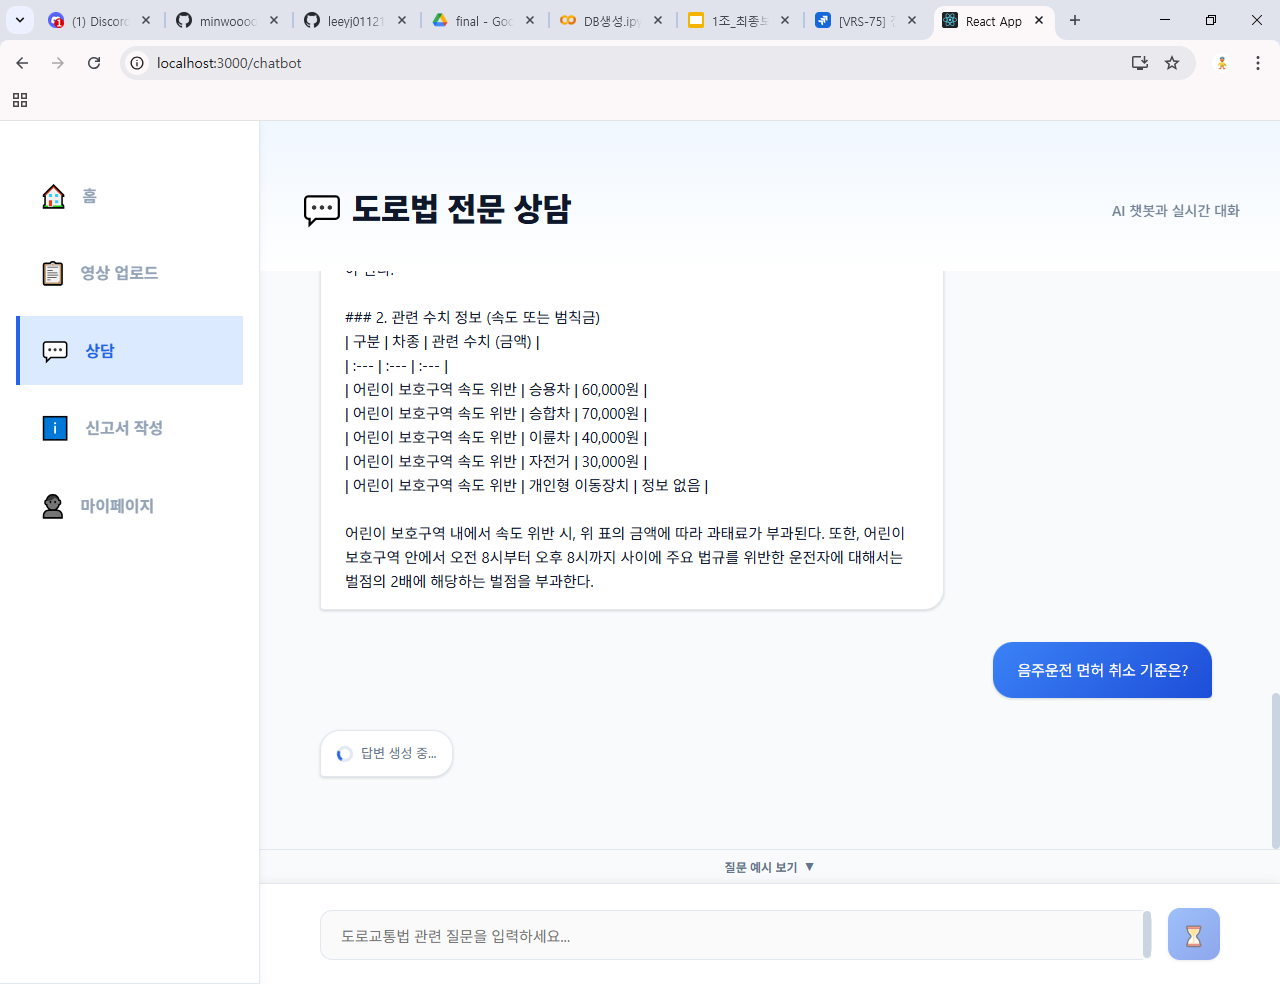 (1) Discord
minwoooo
leeyj01121
final - Goo
DB생성.ipy
1조_최종보
[VRS-75]
React App
localhost:3000/chatbot
홈
영상 업로드
상담
신고서 작성
마이페이지
도로법 전문 상담
AI 챗봇과 실시간 대화
### 2. 관련 수치 정보 (속도 또는 범칙금)
| 구분 | 차종 | 관련 수치 (금액) |
| :--- | :--- | :--- |
| 어린이 보호구역 속도 위반 | 승용차 | 60,000원 |
| 어린이 보호구역 속도 위반 | 승합차 | 70,000원 |
| 어린이 보호구역 속도 위반 | 이륜차 | 40,000원 |
| 어린이 보호구역 속도 위반 | 자전거 | 30,000원 |
| 어린이 보호구역 속도 위반 | 개인형 이동장치 | 정보 없음 |
어린이 보호구역 내에서 속도 위반 시, 위 표의 금액에 따라 과태료가 부과된다. 또한, 어린이
보호구역 안에서 오전 8시부터 오후 8시까지 사이에 주요 법규를 위반한 운전자에 대해서는
벌점의 2배에 해당하는 벌점을 부과한다.
음주운전 면허 취소 기준은?
답변 생성 중...
질문 예시 보기 ▼
도로교통법 관련 질문을 입력하세요...